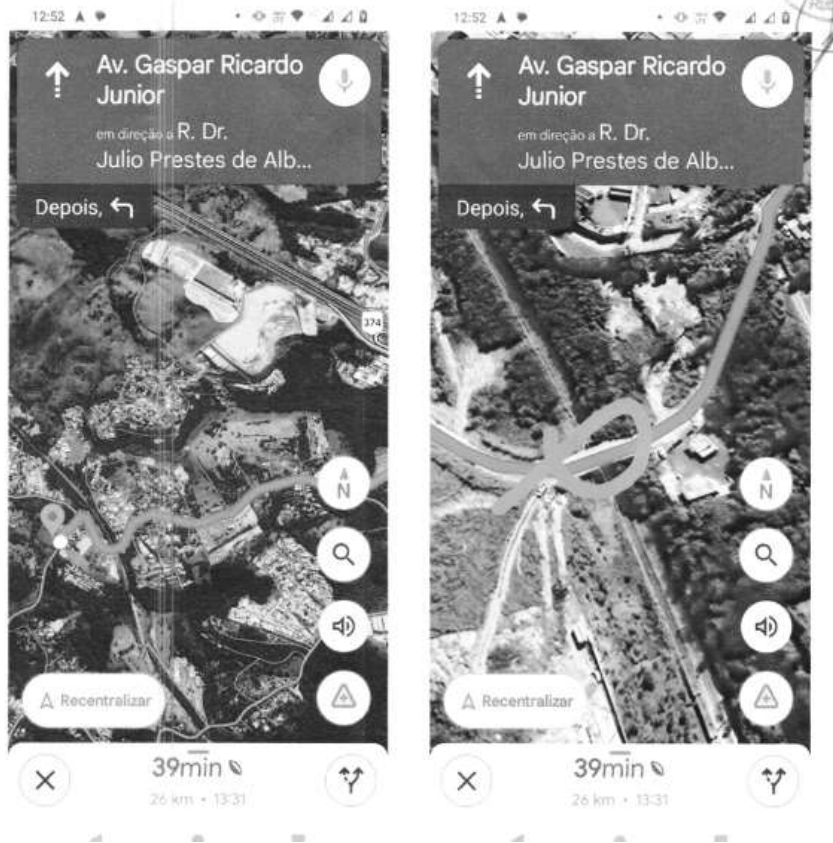 12:52
Av. Gaspar Ricardo
Junior
em direção a R. Dr.
Julio Prestes de Alb...
Depois,
374
N
Recentralizar
39min
26 km • 13:31
12:52
Av. Gaspar Ricardo
Junior
em direção a R. Dr.
Julio Prestes de Alb...
Depois,
N
Recentralizar
39min
26 km • 13:31